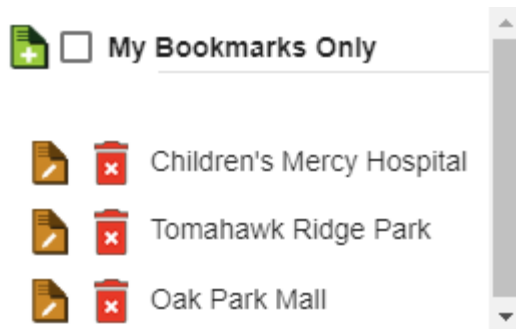 My Bookmarks Only
Children's Mercy Hospital
Tomahawk Ridge Park
Oak Park Mall